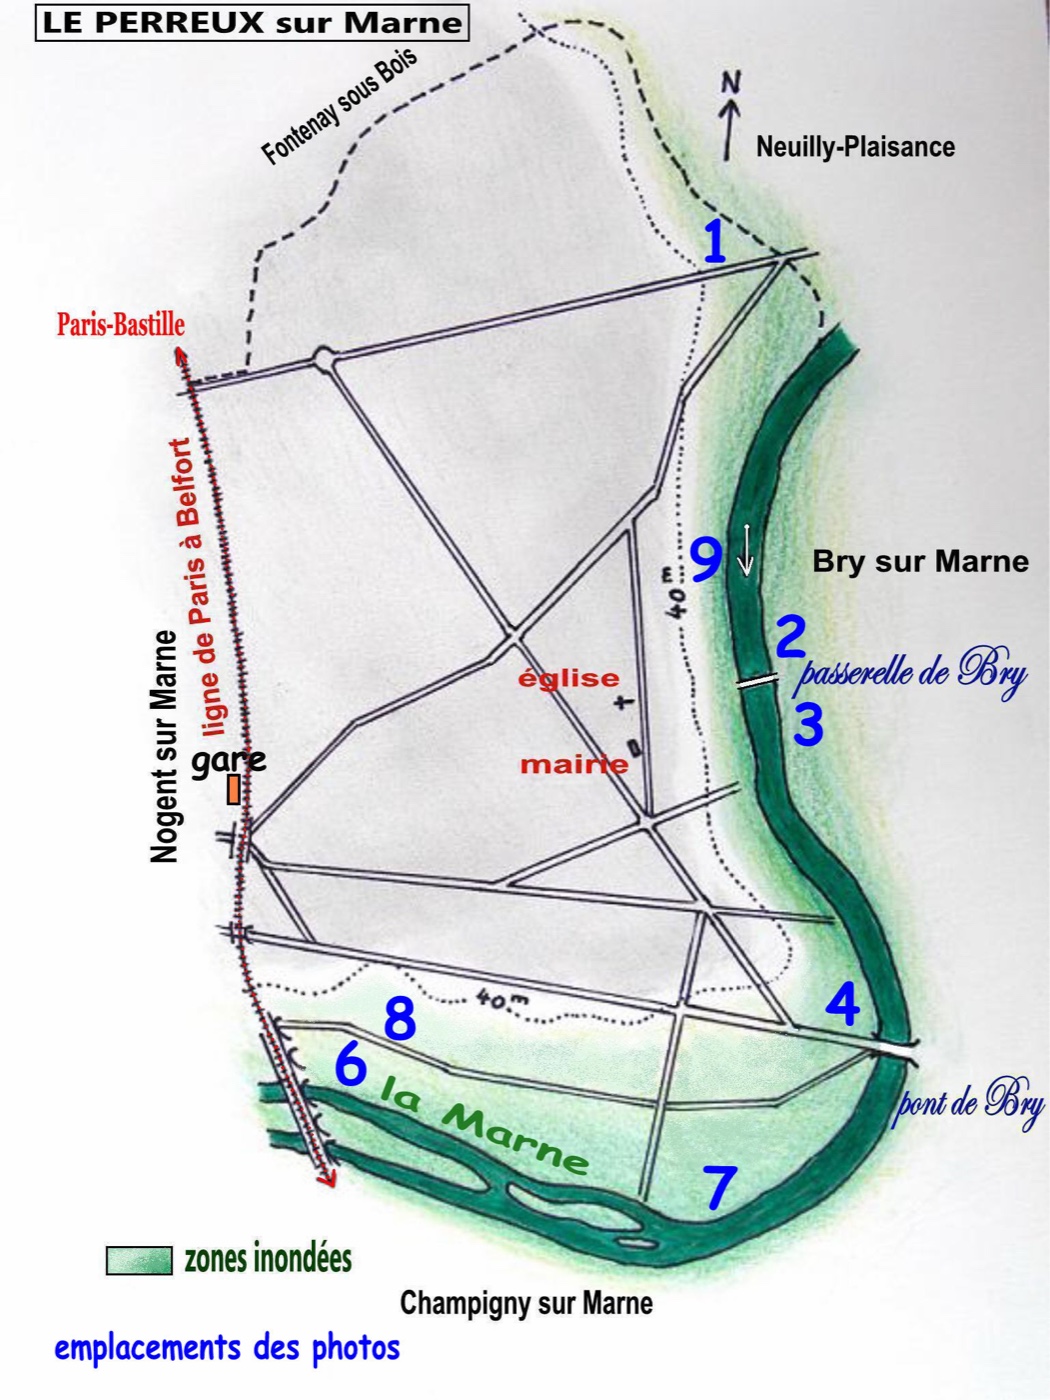 LE PERREUX sur Marne
Fontenay sous Bois
N
Neuilly-Plaisance
1
Paris-Bastille
ligne de Paris à Belfort
9
Bry sur Marne
40m
2
passerelle de Bry
église
3
Nogent sur Marne
gare
mairie
40m
8
4
6
la Marne
pont de Bry
7
zones inondées
Champigny sur Marne
emplacements des photos